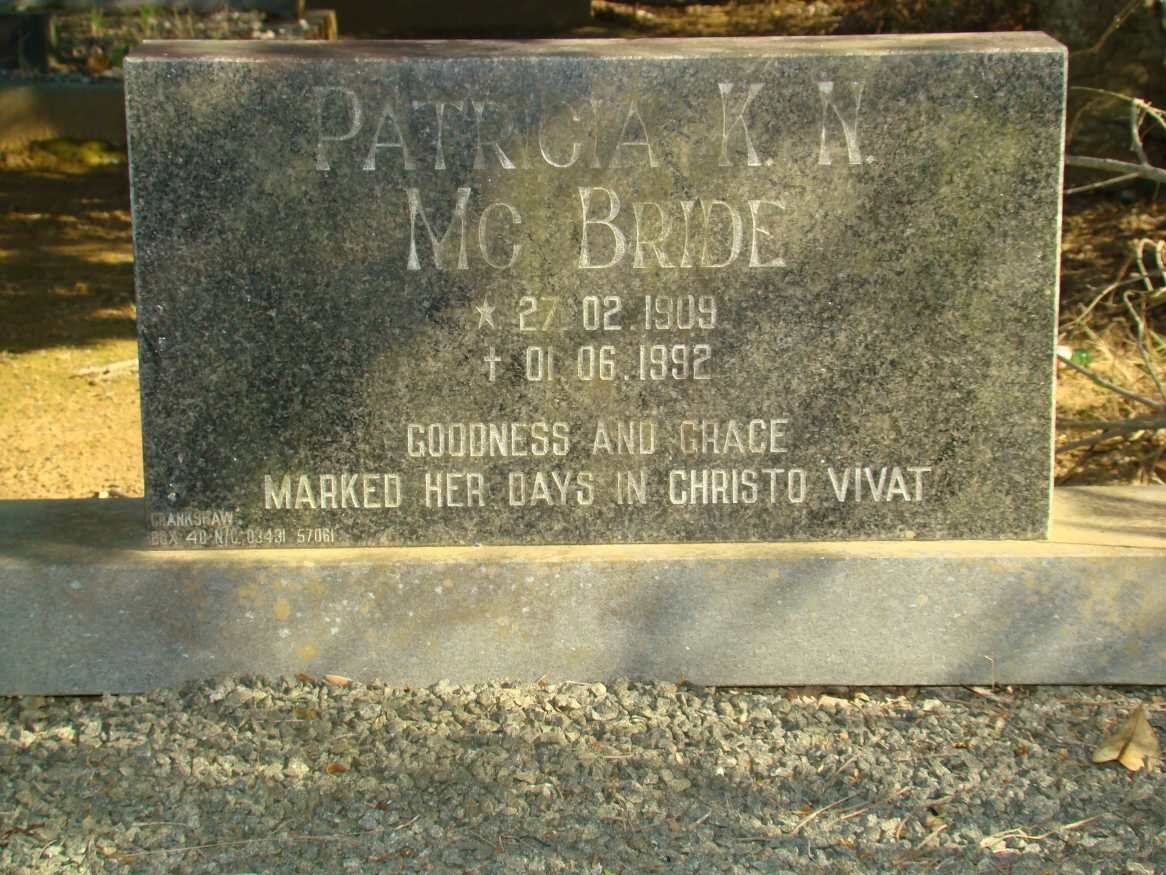 PATRICIA K. N.
MC BRIDE
★ 27.02.1909
✝ 01.06.1992
GOODNESS AND GRACE
MARKED HER DAYS IN CHRISTO VIVAT
CRANKSHAW
BOX 40 N/C 03431 57061